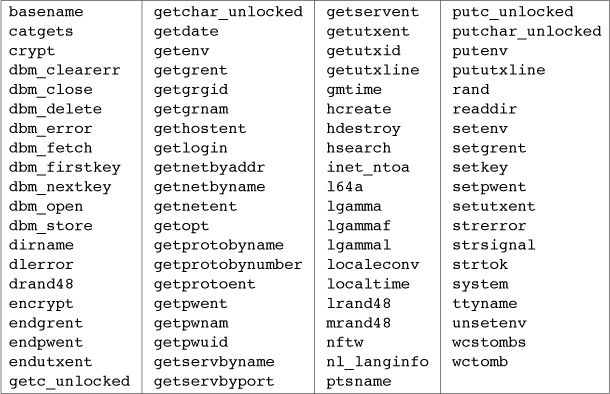 basename
catgets
crypt
dbm_clearerr
dbm_close
dbm_delete
dbm_error
dbm_fetch
dbm_firstkey
dbm_nextkey
dbm_open
dbm_store
dirname
dlerror
drand48
encrypt
endgrent
endpwent
endutxent
getc_unlocked
getchar_unlocked
getdate
getenv
getgrent
getgrgid
getgrnam
gethostent
getlogin
getnetbyaddr
getnetbyname
getnetent
getopt
getprotobyname
getprotobynumber
getprotoent
getpwent
getpwnam
getpwuid
getservbyname
getservbyport
getservent
getutxent
getutxid
getutxline
gmtime
hcreate
hdestroy
hsearch
inet_ntoa
l64a
lgamma
lgammaf
lgammal
localeconv
localtime
lrand48
mrand48
nftw
nl_langinfo
ptsname
putc_unlocked
putchar_unlocked
putenv
pututxline
rand
readdir
setenv
setgrent
setkey
setpwent
setutxent
strerror
strsignal
strtok
system
ttyname
unsetenv
wcstombs
wctomb